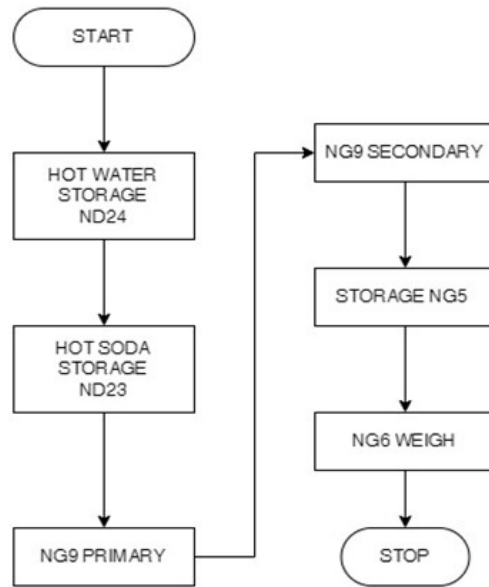 START
HOT WATER
STORAGE
ND24
HOT SODA
STORAGE
ND23
NG9 PRIMARY
NG9 SECONDARY
STORAGE NG5
NG6 WEIGH
STOP